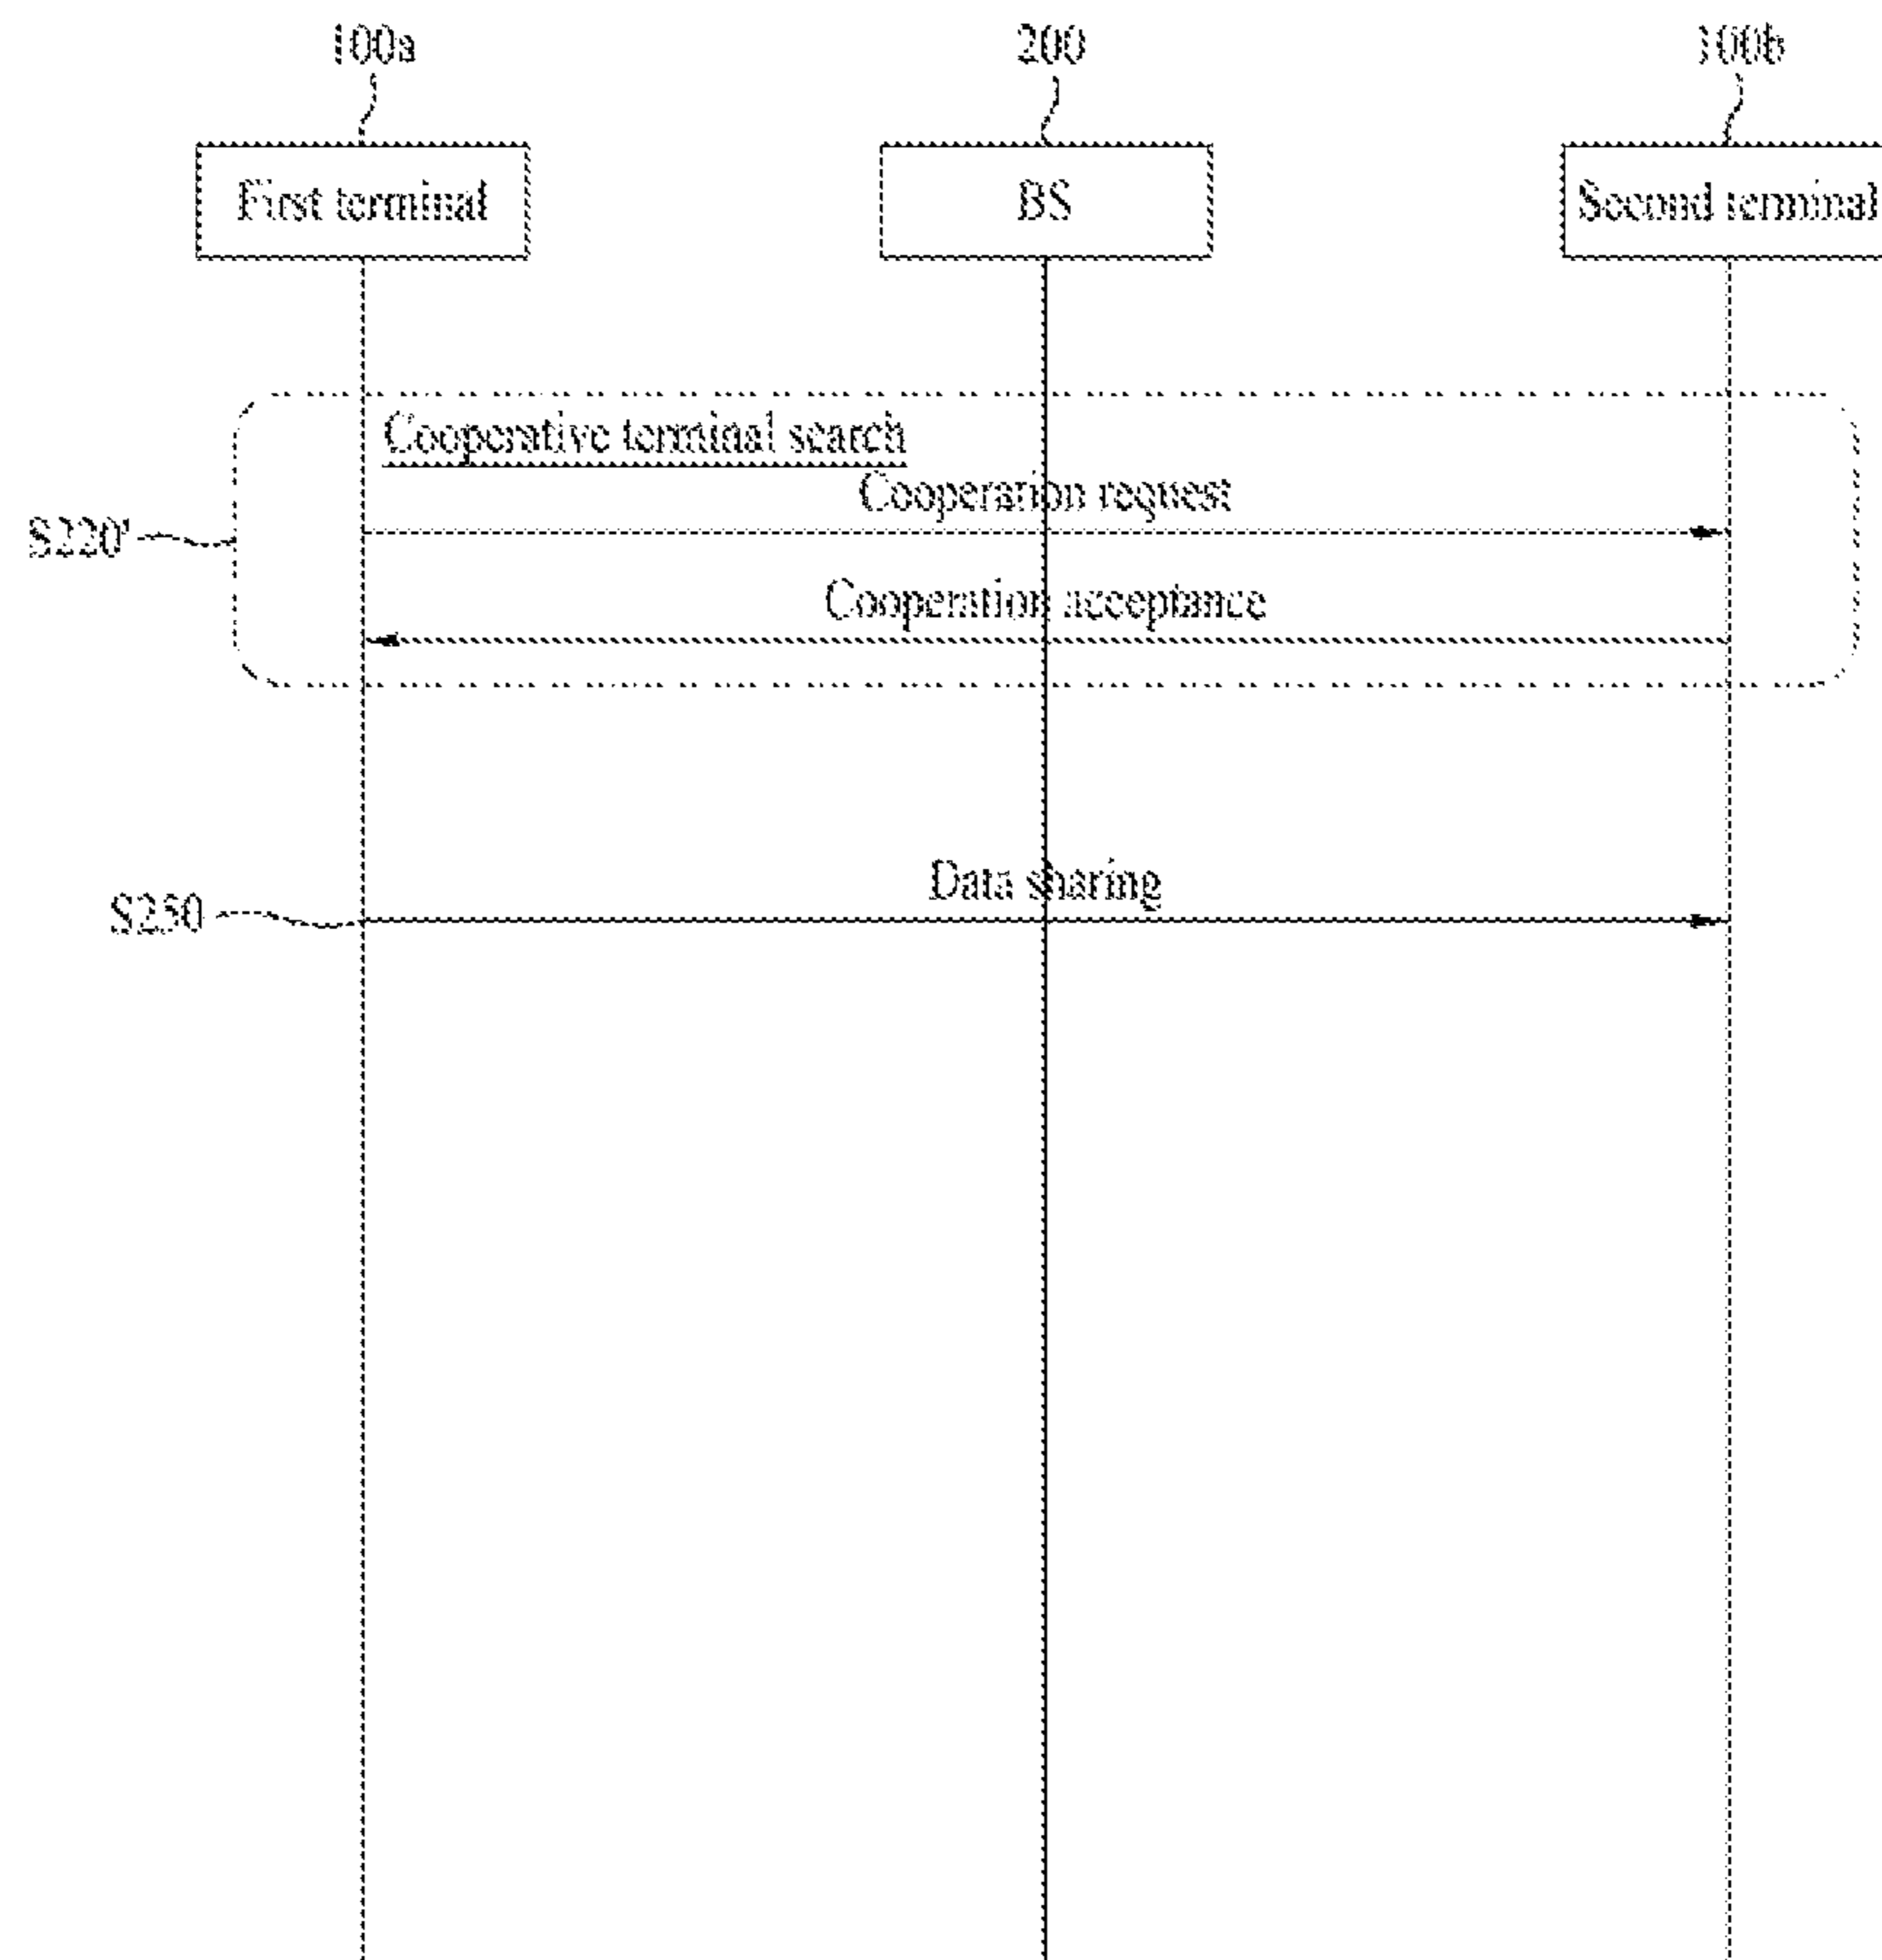 100a
200
100b
First terminal
BS
Second terminal
Cooperative terminal search
Cooperation request
S220'
Cooperation acceptance
Data sharing
S250